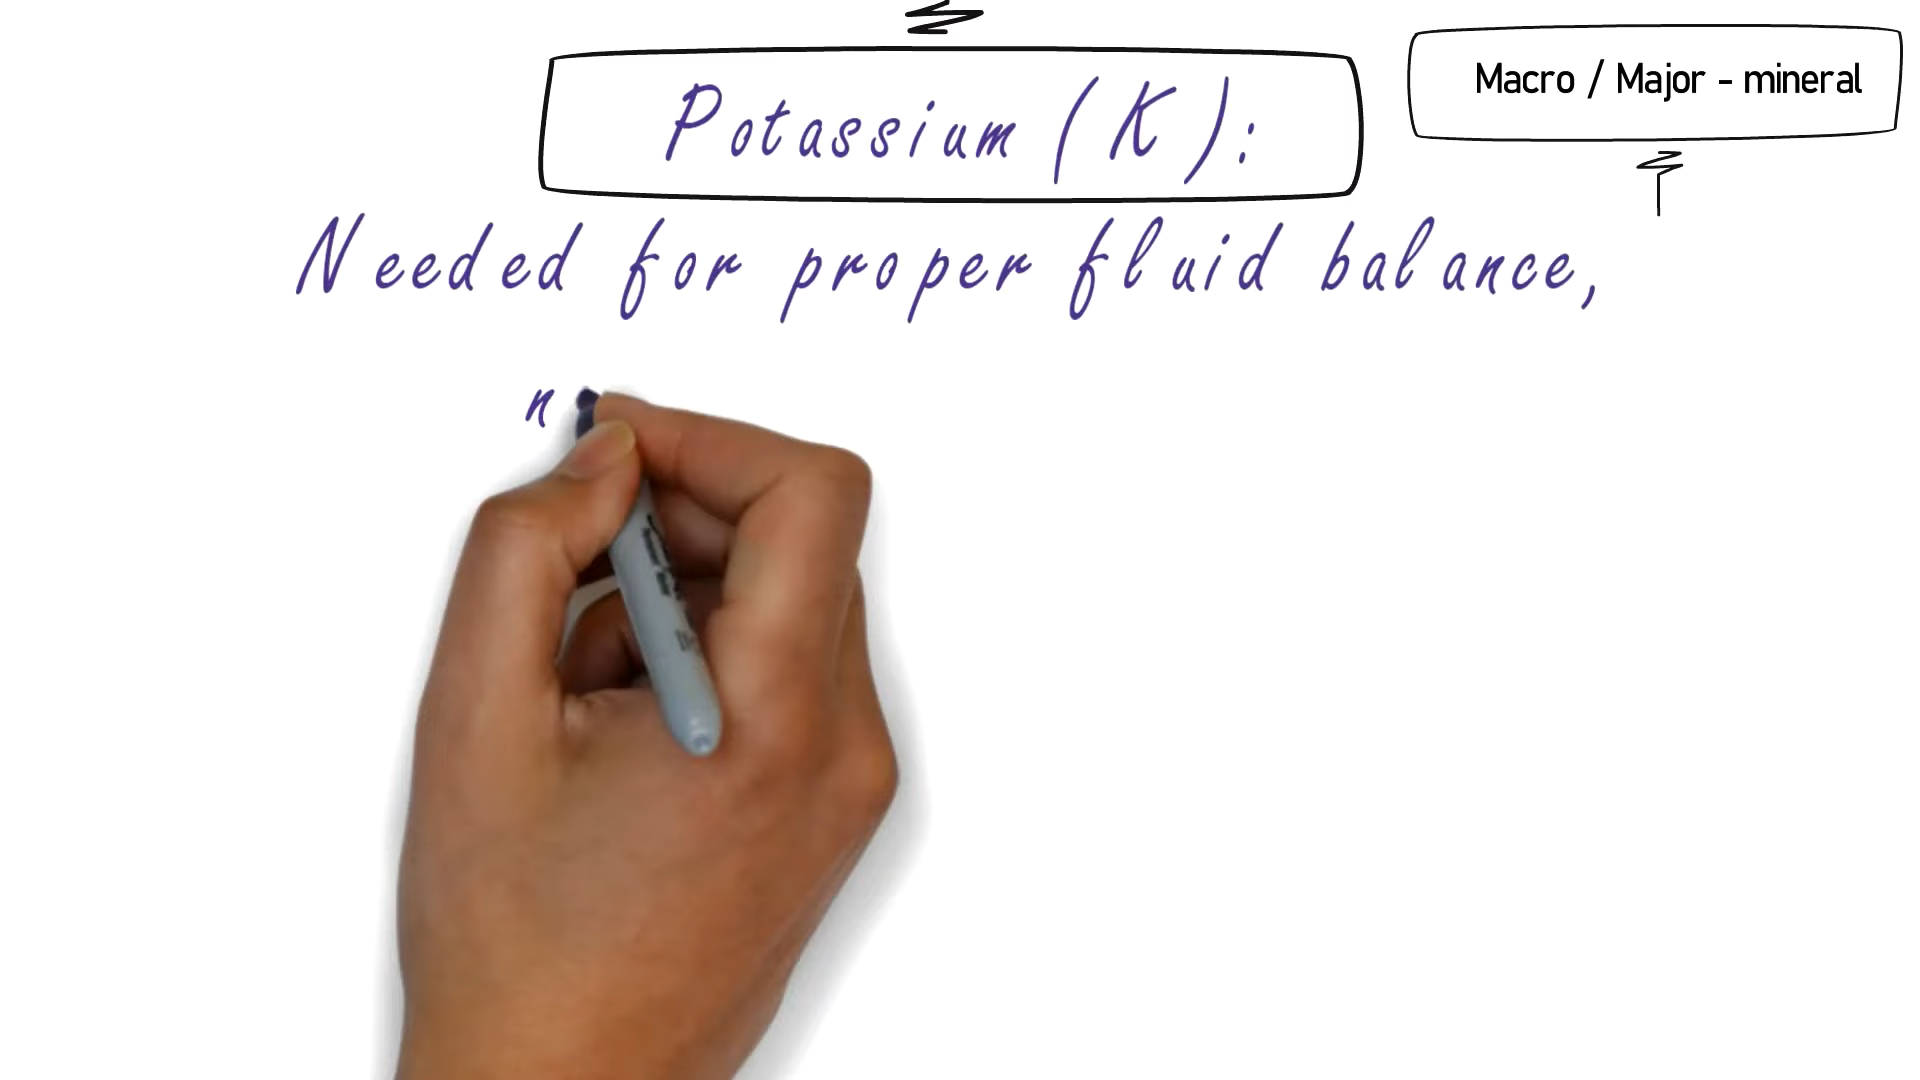 Potassium (K):
Macro / Major - mineral
Needed for proper fluid balance,
n